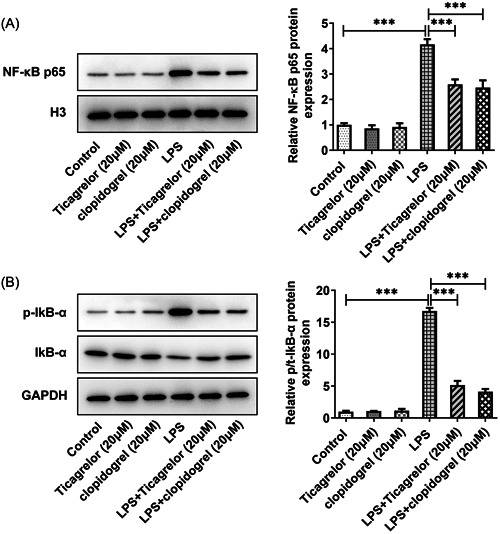 (A)
NF-κB p65
H3
Control
Ticagrelor (20μM)
clopidogrel (20μM)
LPS
LPS+Ticagrelor (20μM)
LPS+clopidogrel (20μM)
Relative NF-κB p65 protein
expression
5
4
3
2
1
0
***
***
***
Control
Ticagrelor (20μM)
clopidogrel (20μM)
LPS
LPS+Ticagrelor (20μM)
LPS+clopidogrel (20μM)
(B)
p-IkB-α
IkB-α
GAPDH
Control
Ticagrelor (20μM)
clopidogrel (20μM)
LPS
LPS+Ticagrelor (20μM)
LPS+clopidogrel (20μM)
Relative p/t-IkB-α protein
expression
20
15
10
5
0
***
***
***
Control
Ticagrelor (20μM)
clopidogrel (20μM)
LPS
LPS+Ticagrelor (20μM)
LPS+clopidogrel (20μM)